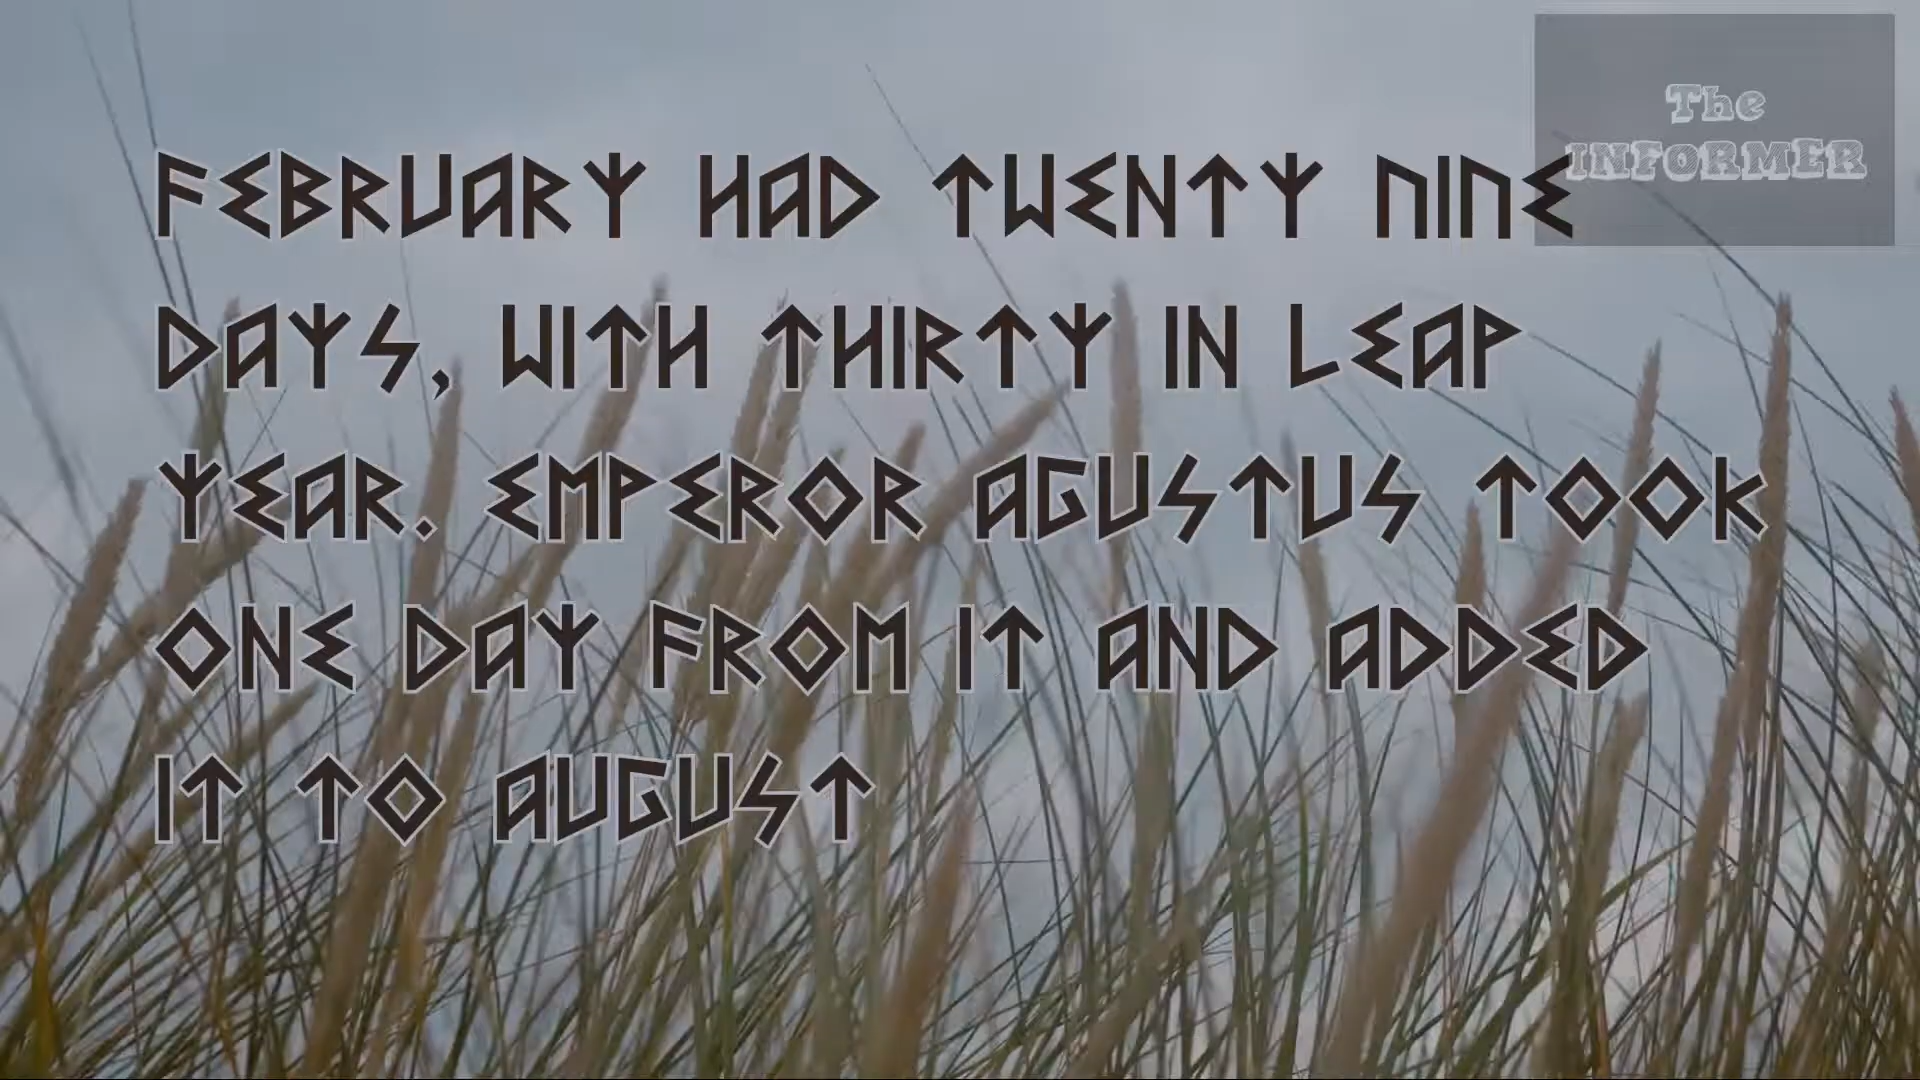 The
INFORMER
FEBRUARY HAD TWENTY NINE
DAYS, WITH THIRTY IN LEAP
YEAR. EMPEROR AGUSTUS TOOK
ONE DAY FROM IT AND ADDED
IT TO AUGUST